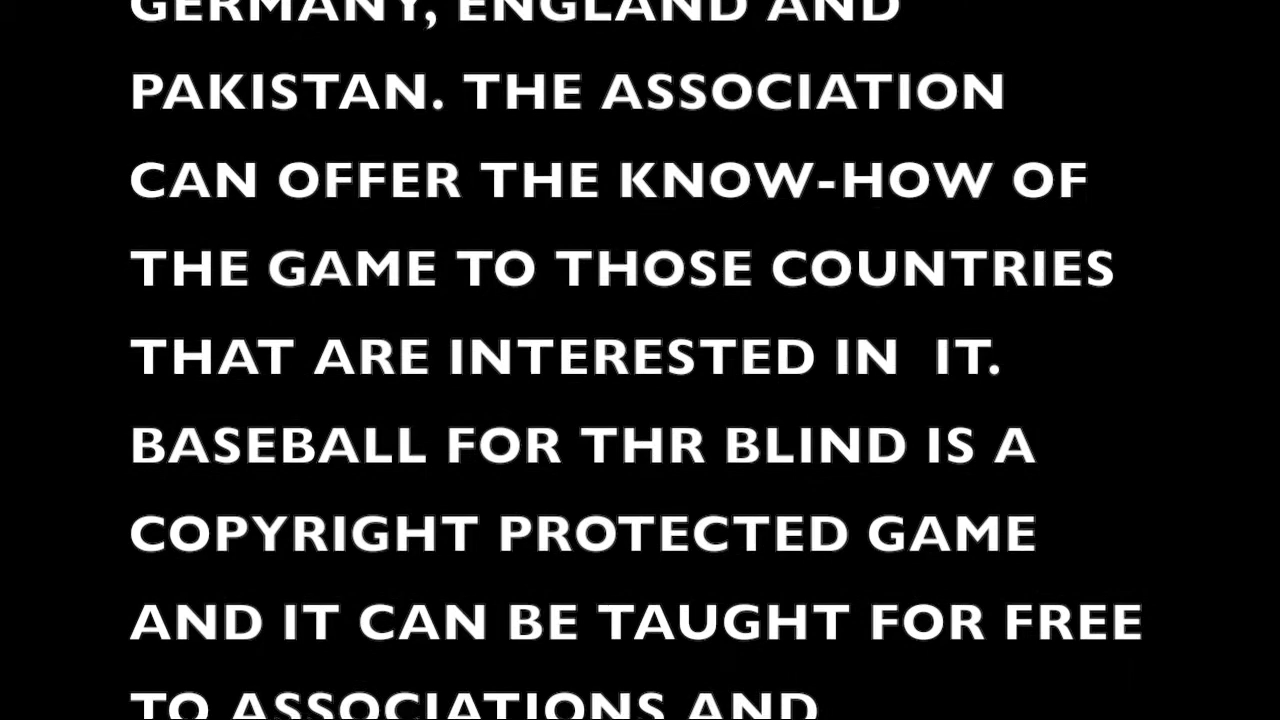 GERMANY, ENGLAND AND
PAKISTAN. THE ASSOCIATION
CAN OFFER THE KNOW-HOW OF
THE GAME TO THOSE COUNTRIES
THAT ARE INTERESTED IN  IT.
BASEBALL FOR THR BLIND IS A
COPYRIGHT PROTECTED GAME
AND IT CAN BE TAUGHT FOR FREE
TO ASSOCIATIONS AND